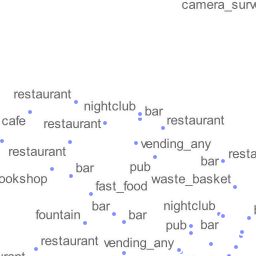 camera_surve
restaurant
nightclub
bar
cafe
restaurant
restaurant
vending_any
restaurant
pub
bar
resta
bar
waste_basket
ookshop
fast_food
bar
nightclub
fountain
bar
pub
bar
restaurant
vending_any
urant